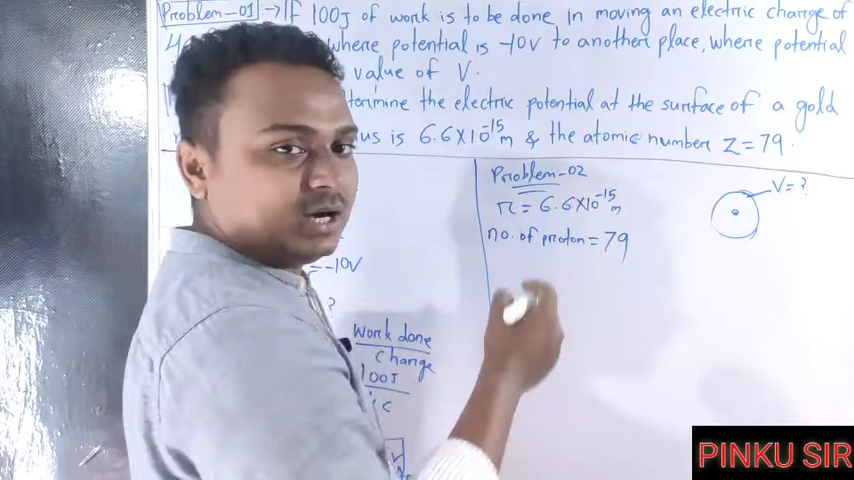 Problem-01 :→ If 100J of work is to be done in moving an electric charge of
4 where potential is -10V to another place, where potential
value of V.
termine the electric potential at the surface of a gold
us is 6.6×10⁻¹⁵m & the atomic number Z=79.
=-10V
?
Work done
Charge
100J
C
V
Problem-02
r = 6.6×10⁻¹⁵m
no. of proton = 79
V=?
PINKU SIR